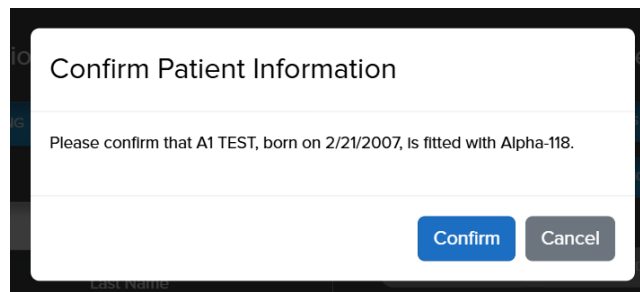 Confirm Patient Information
Please confirm that A1 TEST, born on 2/21/2007, is fitted with Alpha-118.
Confirm Cancel
Last Name